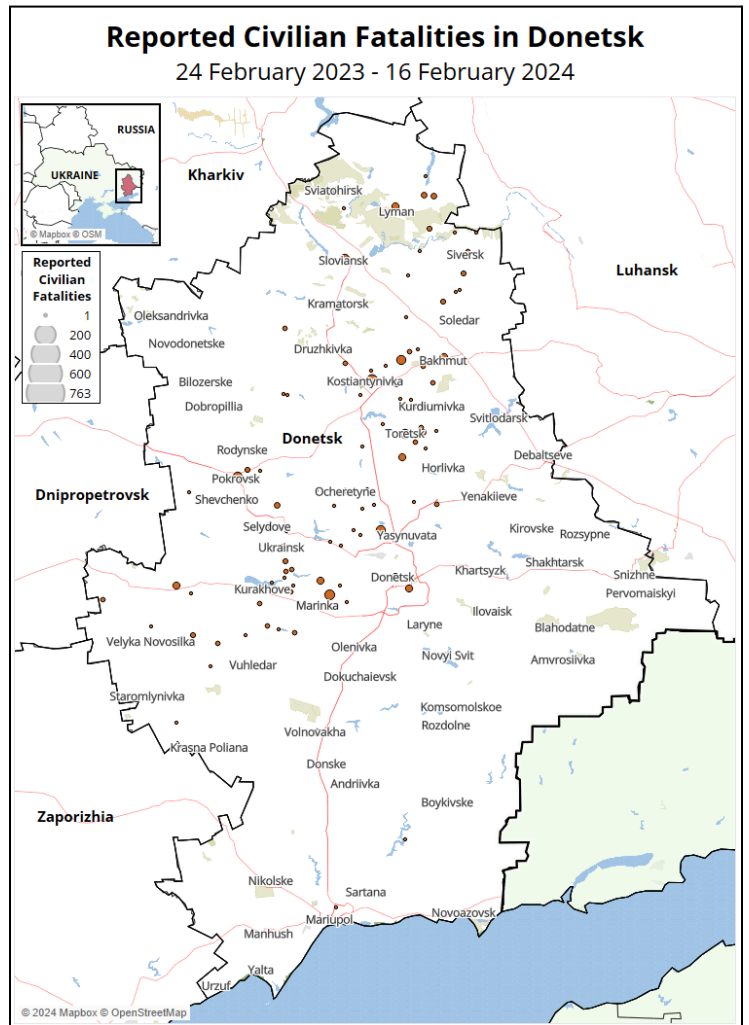 Reported Civilian Fatalities in Donetsk
24 February 2023 - 16 February 2024
RUSSIA
UKRAINE
© Mapbox © OSM
Reported
Civilian
Fatalities
1
200
400
600
763
Kharkiv
Sviatohirsk
Lyman
Sloviansk
Siversk
Luhansk
Kramatorsk
Oleksandrivka
Soledar
Novodonetske
Druzhkivka
Bakhmut
Bilozerske
Kostiantynivka
Dobropillia
Kurdiumivka
Svitlodarsk
Donetsk
Toretsk
Rodynske
Debaltseve
Horlivka
Pokrovsk
Dnipropetrovsk
Shevchenko
Ocheretyne
Yenakiieve
Selydove
Yasynuvata
Kirovske
Rozsypne
Ukrainsk
Khartsyzk
Shakhtarsk
Snizhne
Donetsk
Kurakhove
Pervomaiskyi
Marinka
Ilovaisk
Laryne
Blahodatne
Velyka Novosilka
Olenivka
Novyi Svit
Amvrosiivka
Vuhledar
Dokuchaievsk
Staromlynivka
Komsomolskoe
Rozdolne
Volnovakha
Krasna Poliana
Donske
Andriivka
Boykivske
Zaporizhia
Nikolske
Sartana
Mariupol
Novoazovsk
Manhush
Yalta
Urzuf
© 2024 Mapbox © OpenStreetMap